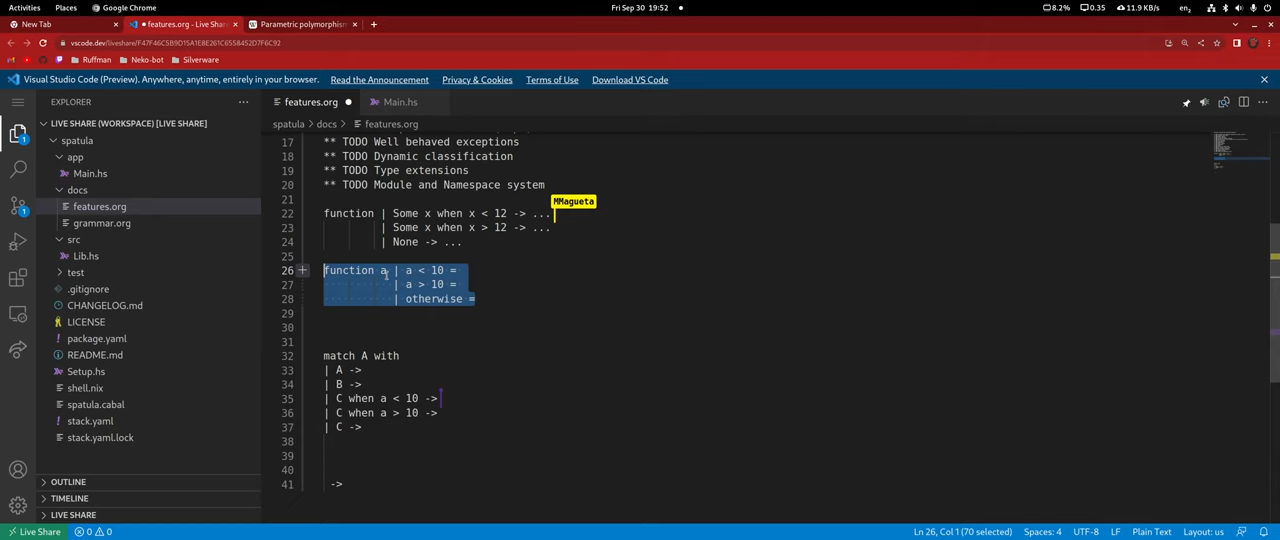 Activities Places Google Chrome Fri Sep 30 19:52 8.2% 0.35 11.9 KB/s en₂
New Tab features.org - Live Share Parametric polymorphism
vscode.dev/liveshare/F47F46C5B9D15A1E8E261C6558452D7F6C92
Ruffman Neko-bot Silverware
Visual Studio Code (Preview). Anywhere, anytime, entirely in your browser. Read the Announcement Privacy & Cookies Terms of Use Download VS Code
EXPLORER
features.org Main.hs
LIVE SHARE (WORKSPACE) [LIVE SHARE]
spatula > docs > features.org
spatula
app
Main.hs
docs
features.org
grammar.org
src
Lib.hs
test
.gitignore
CHANGELOG.md
LICENSE
package.yaml
README.md
Setup.hs
shell.nix
spatula.cabal
stack.yaml
stack.yaml.lock
OUTLINE
TIMELINE
LIVE SHARE
17 ** TODO Well behaved exceptions
18 ** TODO Dynamic classification
19 ** TODO Type extensions
20 ** TODO Module and Namespace system
21
MMagueta
22 function | Some x when x < 12 -> ...
23 | Some x when x > 12 -> ...
24 | None -> ...
25
26 function a | a < 10 =
27 | a > 10 =
28 | otherwise =
29
30
31
32 match A with
33 | A ->
34 | B ->
35 | C when a < 10 ->
36 | C when a > 10 ->
37 | C ->
38
39
40
41 ->
Live Share 0 0 Ln 26, Col 1 (70 selected) Spaces: 4 UTF-8 LF Plain Text Layout: us